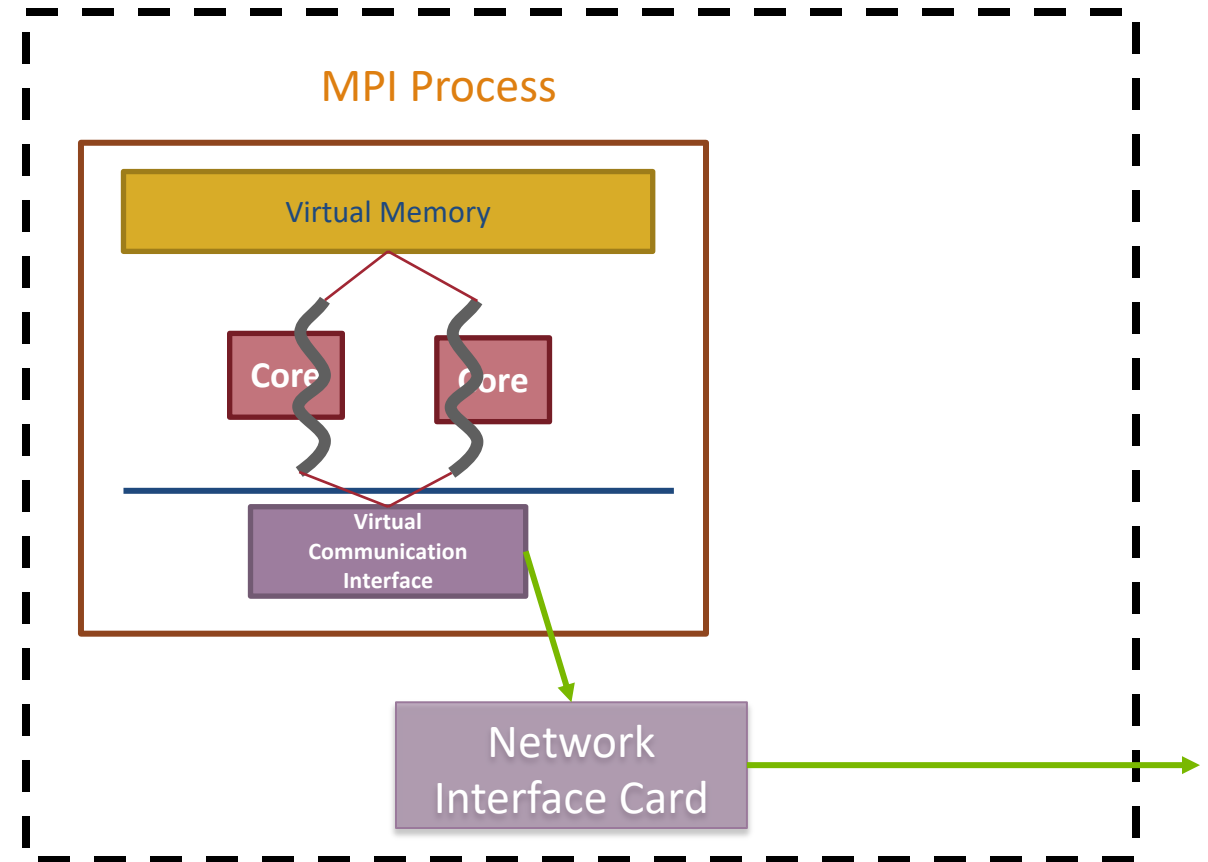 MPI Process
Virtual Memory
Core
Core
Virtual
Communication
Interface
Network
Interface Card